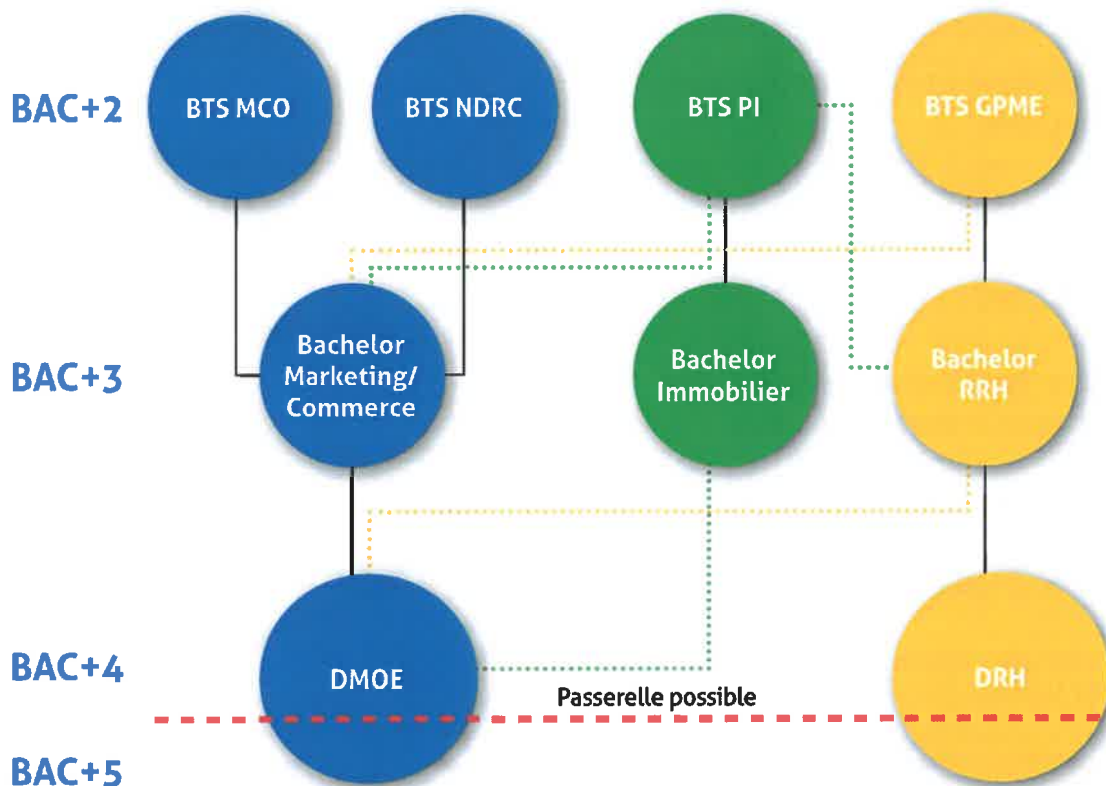 BAC+2
BTS MCO
BTS NDRC
BTS PI
BTS GPME
BAC+3
Bachelor
Marketing/
Commerce
Bachelor
Immobilier
Bachelor
RRH
BAC+4
DMOE
Passerelle possible
DRH
BAC+5